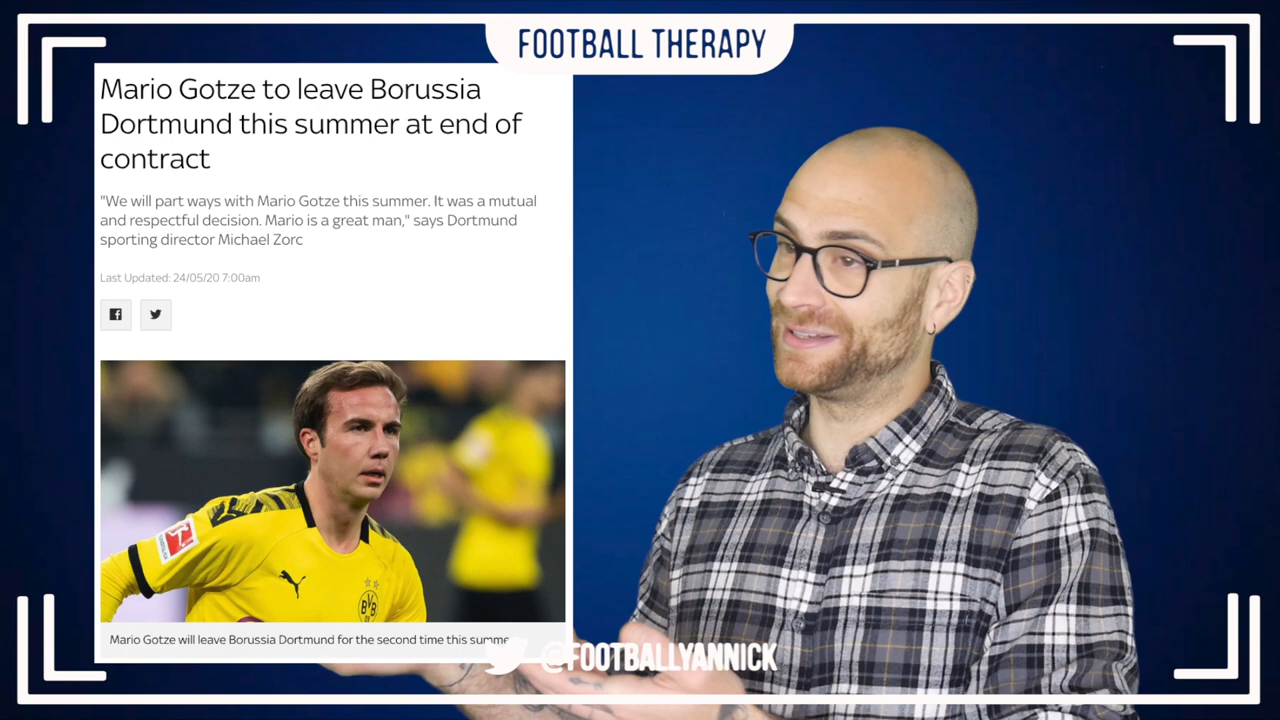 FOOTBALL THERAPY
Mario Gotze to leave Borussia
Dortmund this summer at end of
contract
"We will part ways with Mario Gotze this summer. It was a mutual
and respectful decision. Mario is a great man," says Dortmund
sporting director Michael Zorc
Last Updated: 24/05/20 7:00am
BVB
Mario Gotze will leave Borussia Dortmund for the second time this summe
@FOOTBALLYANNICK